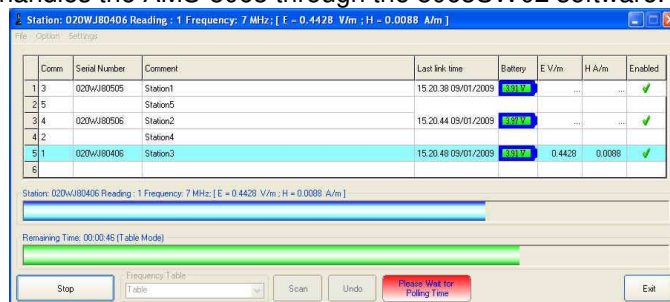 handles the AMS-8063 through the 8063SW02 software.
Station: 020WJ80406 Reading : 1 Frequency: 7 MHz; [ E = 0.4428 V/m ; H = 0.0088 A/m ]
File Option Settings
Comm Serial Number Comment Last link time Battery E V/m H A/m Enabled
1 3 020WJ80505 Station1 15.20.38 09/01/2009 3.93 V ... ...
2 5 Station5
3 4 020WJ80506 Station2 15.20.44 09/01/2009 3.97 V ... ...
4 2 Station4
5 1 020WJ80406 Station3 15.20.48 09/01/2009 3.91 V 0.4428 0.0088
6
Station: 020WJ80406 Reading : 1 Frequency: 7 MHz; [ E = 0.4428 V/m ; H = 0.0088 A/m ]
Remaining Time: 00:00:46 (Table Mode)
Frequency Table
Stop Table Scan Undo Please Wait for Polling Time Exit